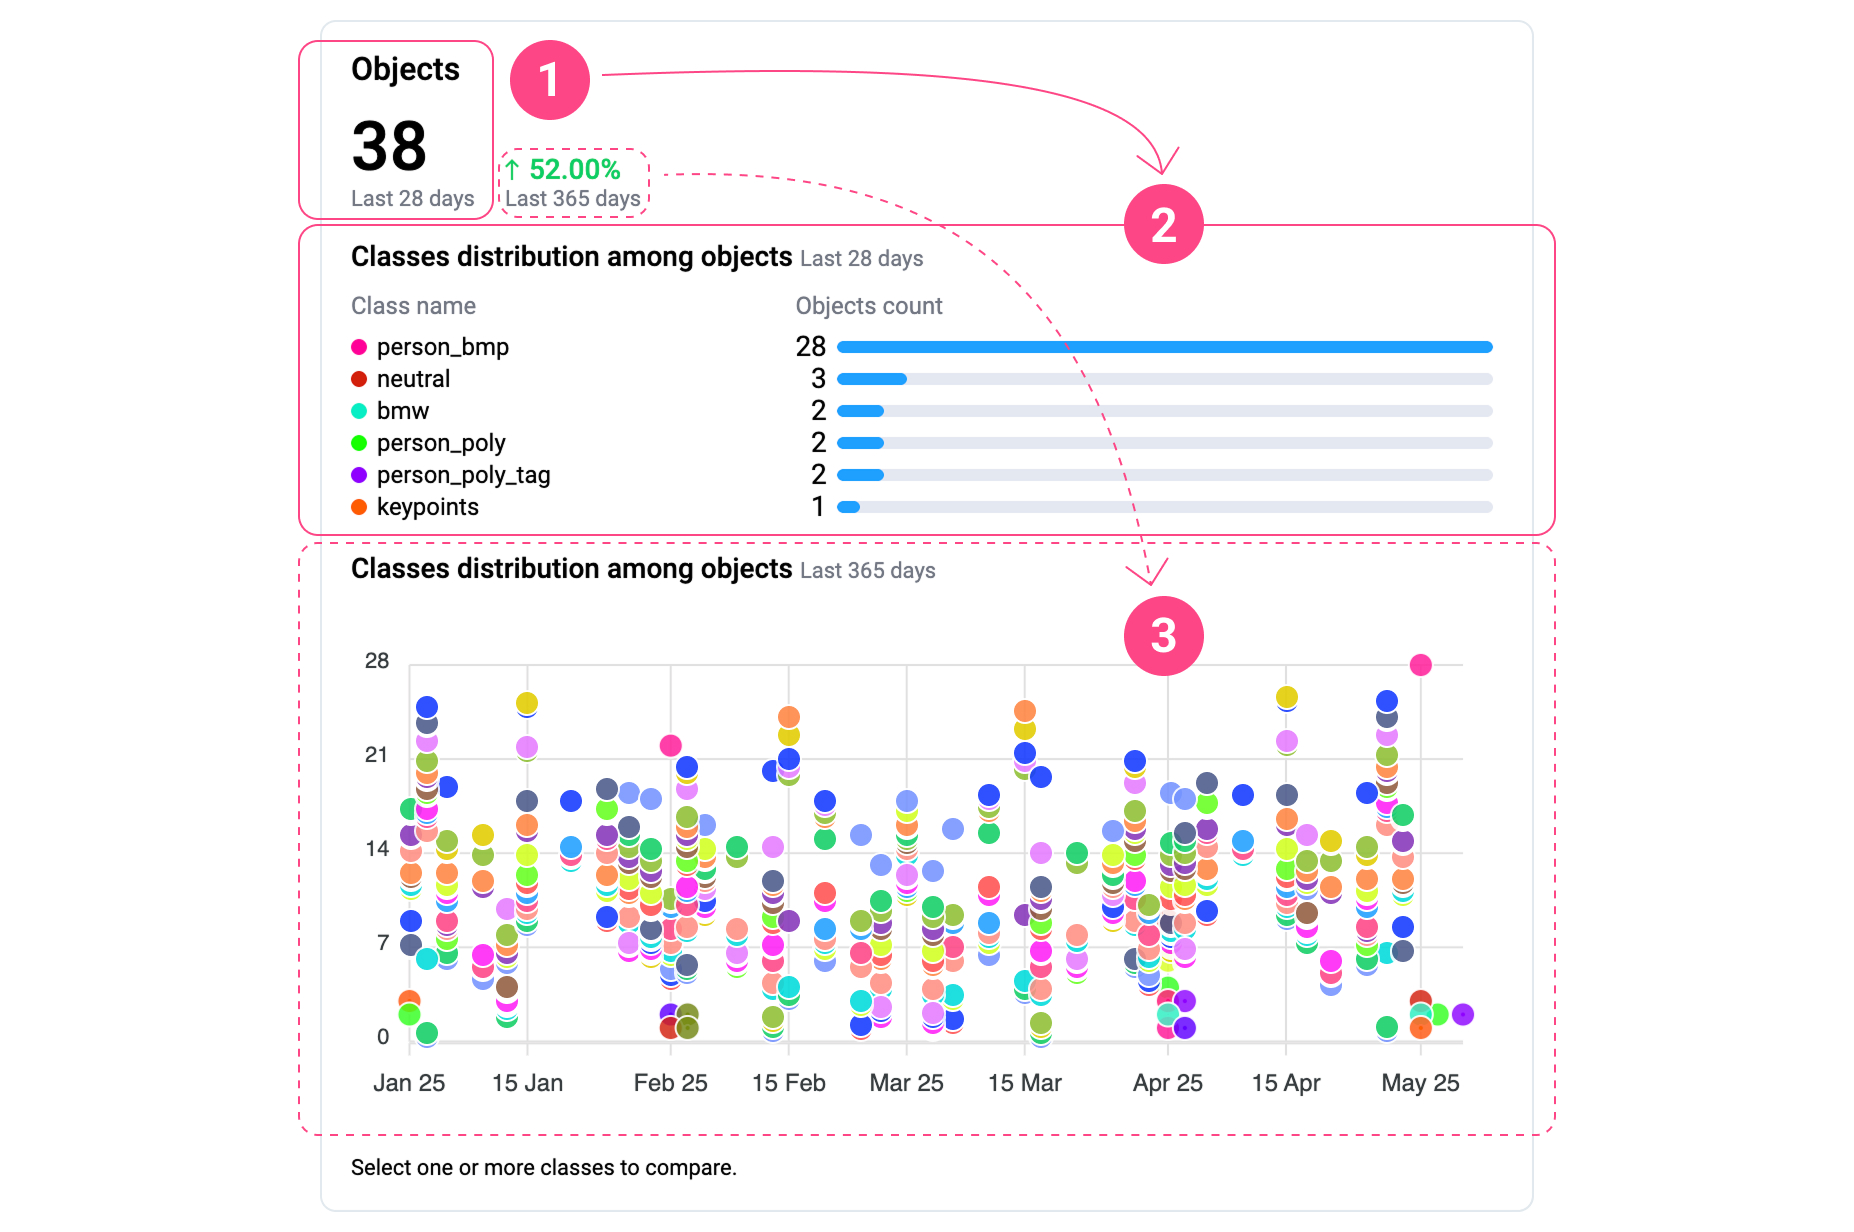 Objects
1
38
↑ 52.00%
Last 28 days
Last 365 days
2
Classes distribution among objects Last 28 days
Class name
Objects count
person_bmp 28
neutral 3
bmw 2
person_poly 2
person_poly_tag 2
keypoints 1
Classes distribution among objects Last 365 days
3
28
21
14
7
0
Jan 25 15 Jan Feb 25 15 Feb Mar 25 15 Mar Apr 25 15 Apr May 25
Select one or more classes to compare.